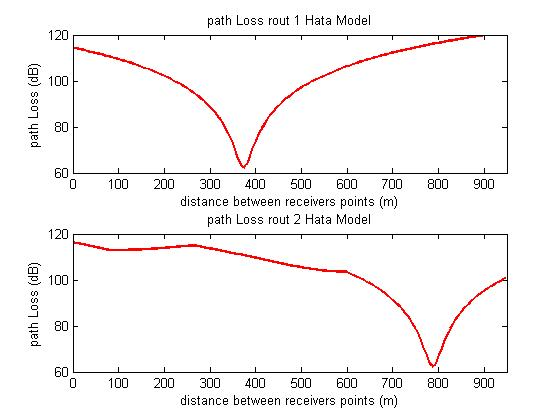 path Loss rout 1 Hata Model
120
100
80
60
path Loss (dB)
0 100 200 300 400 500 600 700 800 900
distance between receivers points (m)
path Loss rout 2 Hata Model
120
100
80
60
path Loss (dB)
0 100 200 300 400 500 600 700 800 900
distance between receivers points (m)